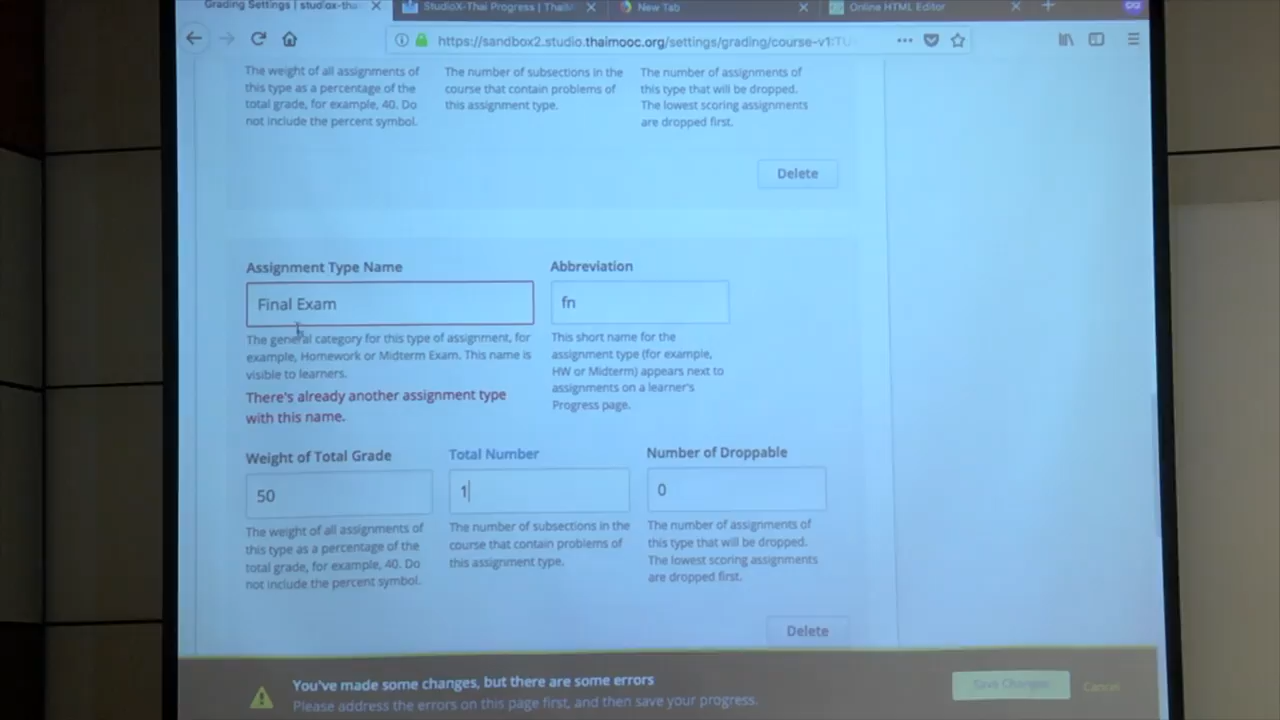 Grading Settings | studiox-tha
StudioX-Thai Progress | ThaiM
New Tab
Online HTML Editor
https://sandbox2.studio.thaimooc.org/settings/grading/course-v1:TU
The weight of all assignments of
this type as a percentage of the
total grade, for example, 40. Do
not include the percent symbol.
The number of subsections in the
course that contain problems of
this assignment type.
The number of assignments of
this type that will be dropped.
The lowest scoring assignments
are dropped first.
Delete
Assignment Type Name
Final Exam
The general category for this type of assignment, for
example, Homework or Midterm Exam. This name is
visible to learners.
There's already another assignment type
with this name.
Abbreviation
fn
This short name for the
assignment type (for example,
HW or Midterm) appears next to
assignments on a learner's
Progress page.
Weight of Total Grade
50
The weight of all assignments of
this type as a percentage of the
total grade, for example, 40. Do
not include the percent symbol.
Total Number
1
The number of subsections in the
course that contain problems of
this assignment type.
Number of Droppable
0
The number of assignments of
this type that will be dropped.
The lowest scoring assignments
are dropped first.
Delete
You've made some changes, but there are some errors
Please address the errors on this page first, and then save your progress.
Save Changes
Cancel